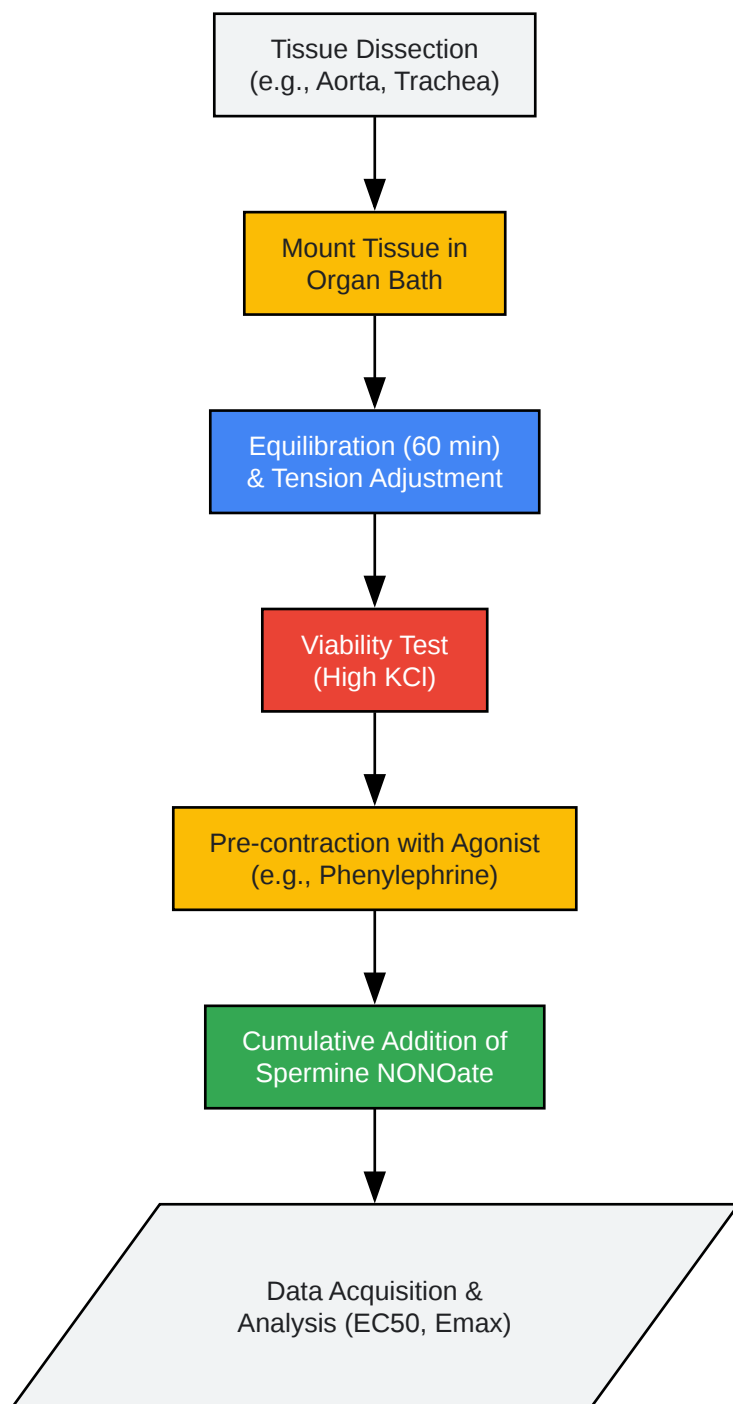 Tissue Dissection
(e.g., Aorta, Trachea)
Mount Tissue in
Organ Bath
Equilibration (60 min)
& Tension Adjustment
Viability Test
(High KCl)
Pre-contraction with Agonist
(e.g., Phenylephrine)
Cumulative Addition of
Spermine NONOate
Data Acquisition &
Analysis (EC50, Emax)